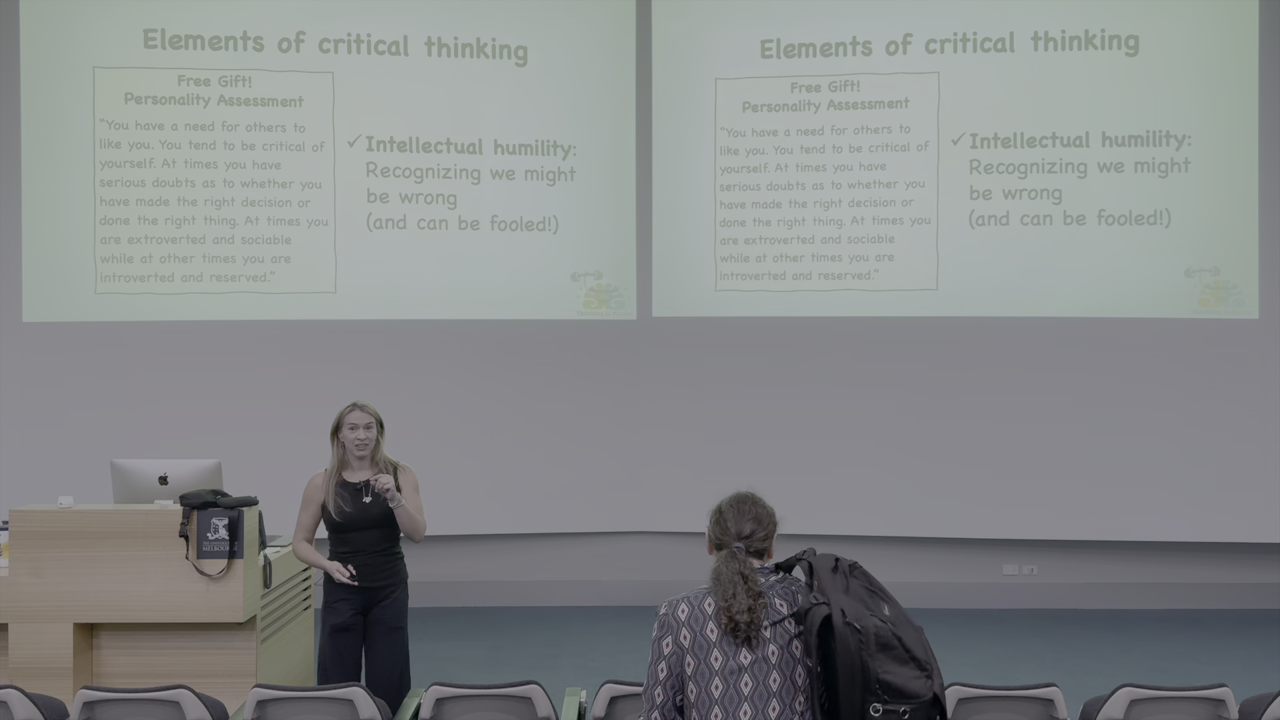 Elements of critical thinking
Free Gift!
Personality Assessment
"You have a need for others to
like you. You tend to be critical of
yourself. At times you have
serious doubts as to whether you
have made the right decision or
done the right thing. At times you
are extroverted and sociable
while at other times you are
introverted and reserved."
✓ Intellectual humility:
Recognizing we might
be wrong
(and can be fooled!)
Elements of critical thinking
Free Gift!
Personality Assessment
"You have a need for others to
like you. You tend to be critical of
yourself. At times you have
serious doubts as to whether you
have made the right decision or
done the right thing. At times you
are extroverted and sociable
while at other times you are
introverted and reserved."
✓ Intellectual humility:
Recognizing we might
be wrong
(and can be fooled!)
MELBOURNE